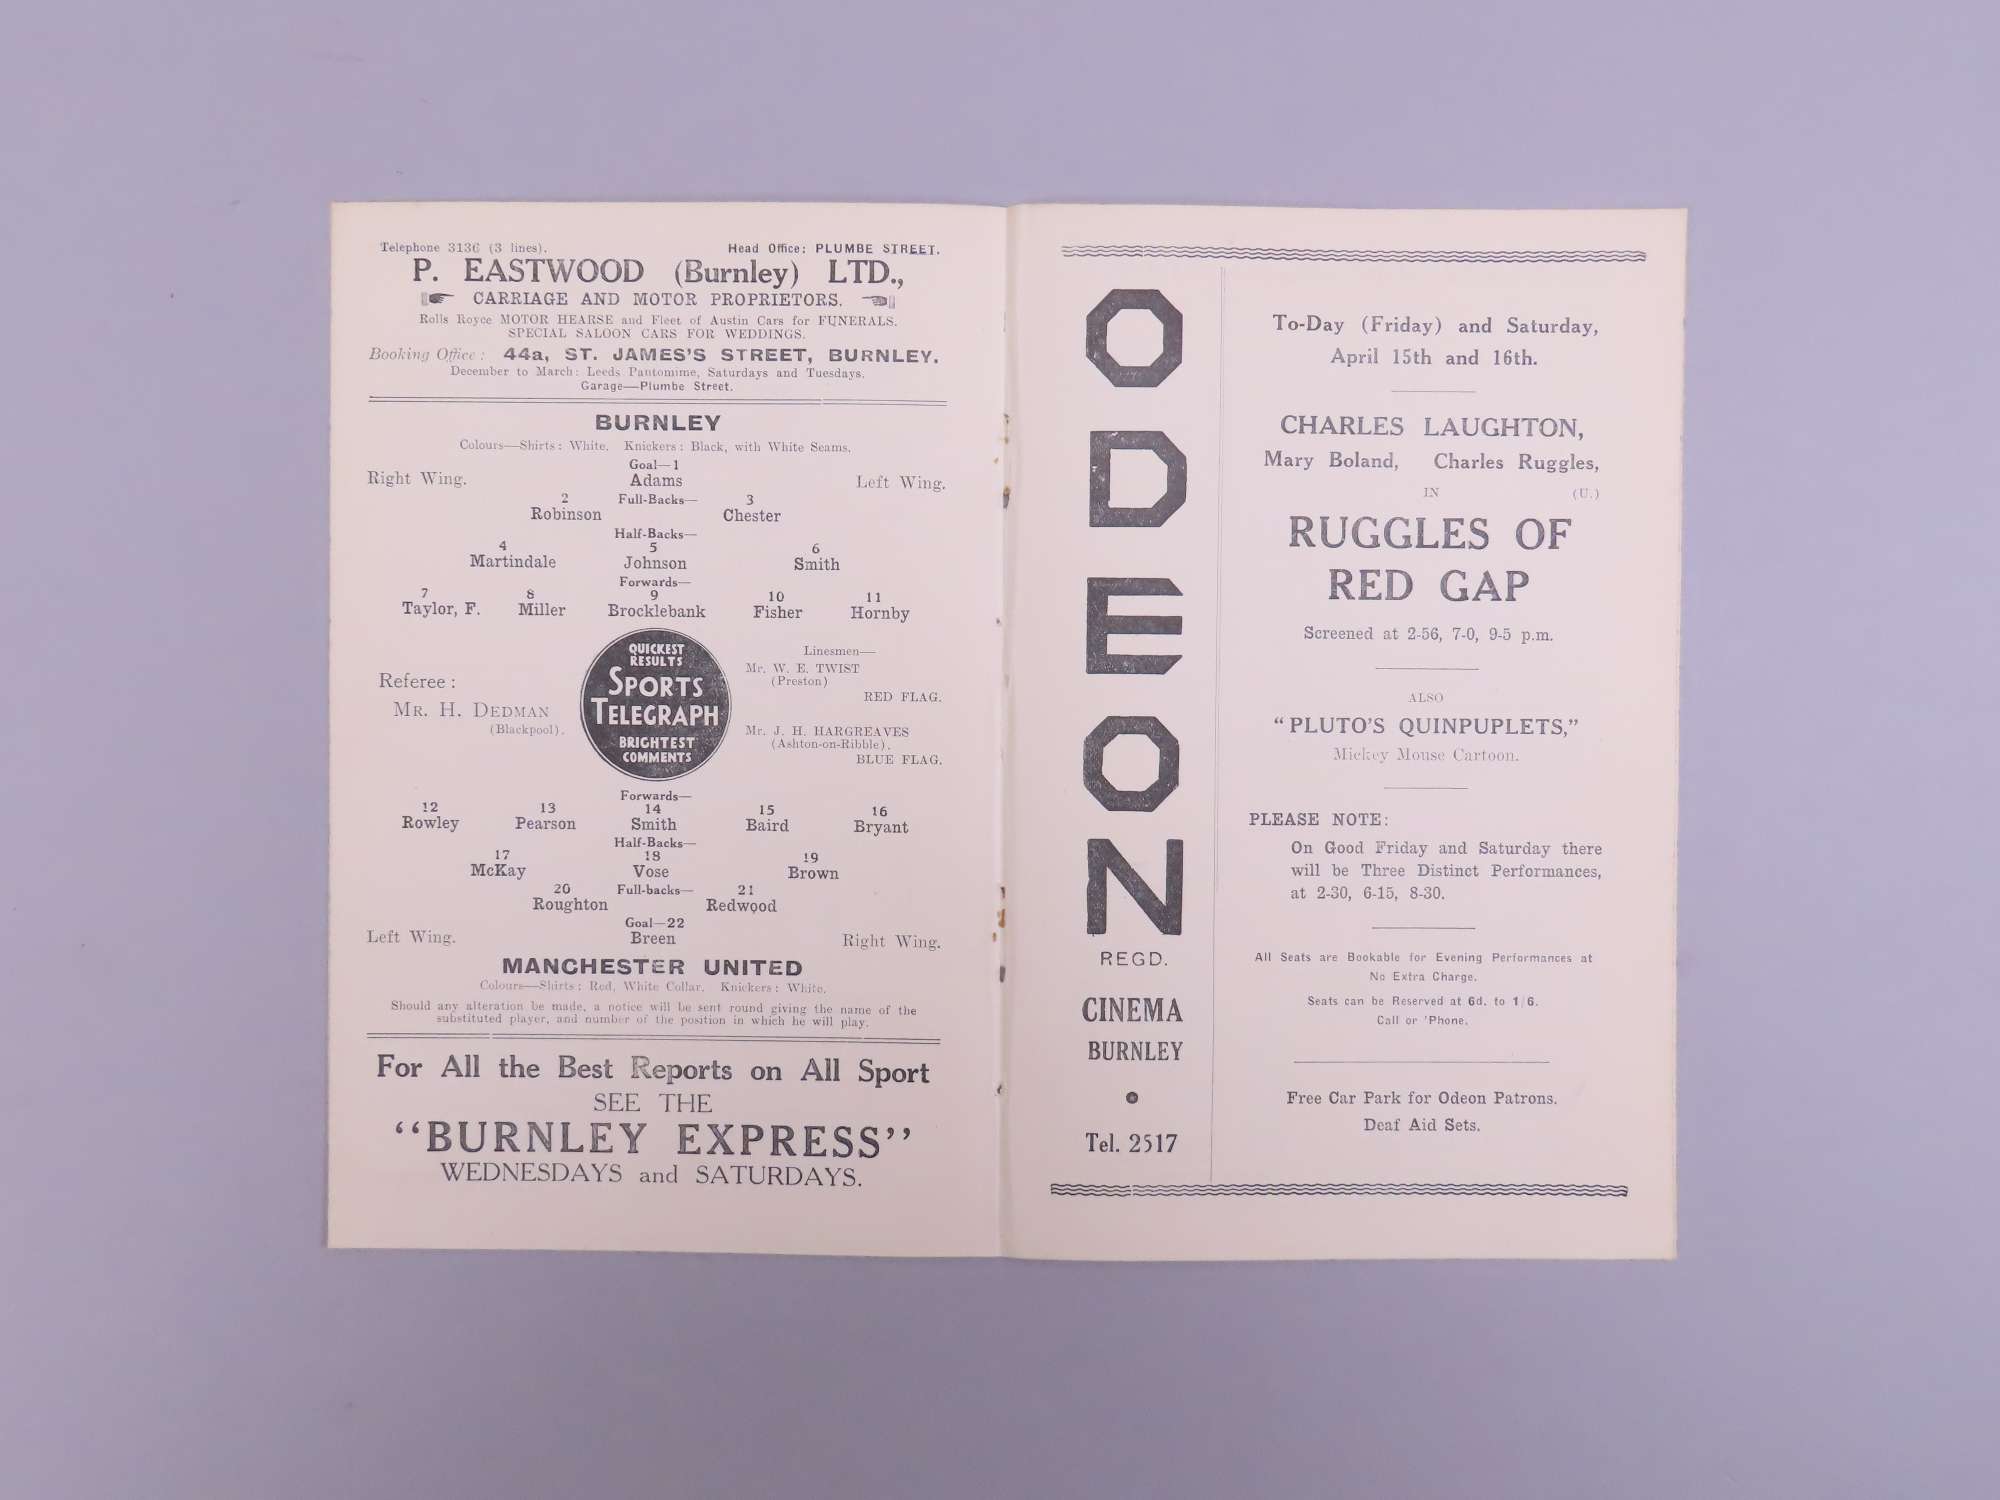 Telephone 3136 (3 lines). Head Office: PLUMBE STREET.
P. EASTWOOD (Burnley) LTD.,
CARRIAGE AND MOTOR PROPRIETORS.
Rolls Royce MOTOR HEARSE and Fleet of Austin Cars for FUNERALS.
SPECIAL SALOON CARS FOR WEDDINGS.
Booking Office: 44a, ST. JAMES'S STREET, BURNLEY.
December to March: Leeds Pantomime, Saturdays and Tuesdays.
Garage—Plumbe Street.
BURNLEY
Colours—Shirts: White. Knickers: Black, with White Seams.
Goal—1
Right Wing. Adams Left Wing.
2 Full-Backs— 3
Robinson Chester
Half-Backs—
4 5 6
Martindale Johnson Smith
Forwards—
7 8 9 10 11
Taylor, F. Miller Brocklebank Fisher Hornby
QUICKEST
RESULTS
SPORTS
TELEGRAPH
BRIGHTEST
COMMENTS
Referee:
MR. H. DEDMAN
(Blackpool).
Linesmen—
Mr. W. E. TWIST
(Preston)
RED FLAG.
Mr. J. H. HARGREAVES
(Ashton-on-Ribble).
BLUE FLAG.
Forwards—
12 13 14 15 16
Rowley Pearson Smith Baird Bryant
Half-Backs—
17 18 19
McKay Vose Brown
20 Full-backs— 21
Roughton Redwood
Goal—22
Left Wing. Breen Right Wing.
MANCHESTER UNITED
Colours—Shirts: Red, White Collar. Knickers: White.
Should any alteration be made, a notice will be sent round giving the name of the
substituted player, and number of the position in which he will play.
For All the Best Reports on All Sport
SEE THE
"BURNLEY EXPRESS"
WEDNESDAYS and SATURDAYS.
ODEON
REGD.
CINEMA
BURNLEY
Tel. 2517
To-Day (Friday) and Saturday,
April 15th and 16th.
CHARLES LAUGHTON,
Mary Boland, Charles Ruggles,
IN (U.)
RUGGLES OF
RED GAP
Screened at 2-56, 7-0, 9-5 p.m.
ALSO
"PLUTO'S QUINPUPLETS,"
Mickey Mouse Cartoon.
PLEASE NOTE:
On Good Friday and Saturday there
will be Three Distinct Performances,
at 2-30, 6-15, 8-30.
All Seats are Bookable for Evening Performances at
No Extra Charge.
Seats can be Reserved at 6d. to 1/6.
Call or 'Phone.
Free Car Park for Odeon Patrons.
Deaf Aid Sets.